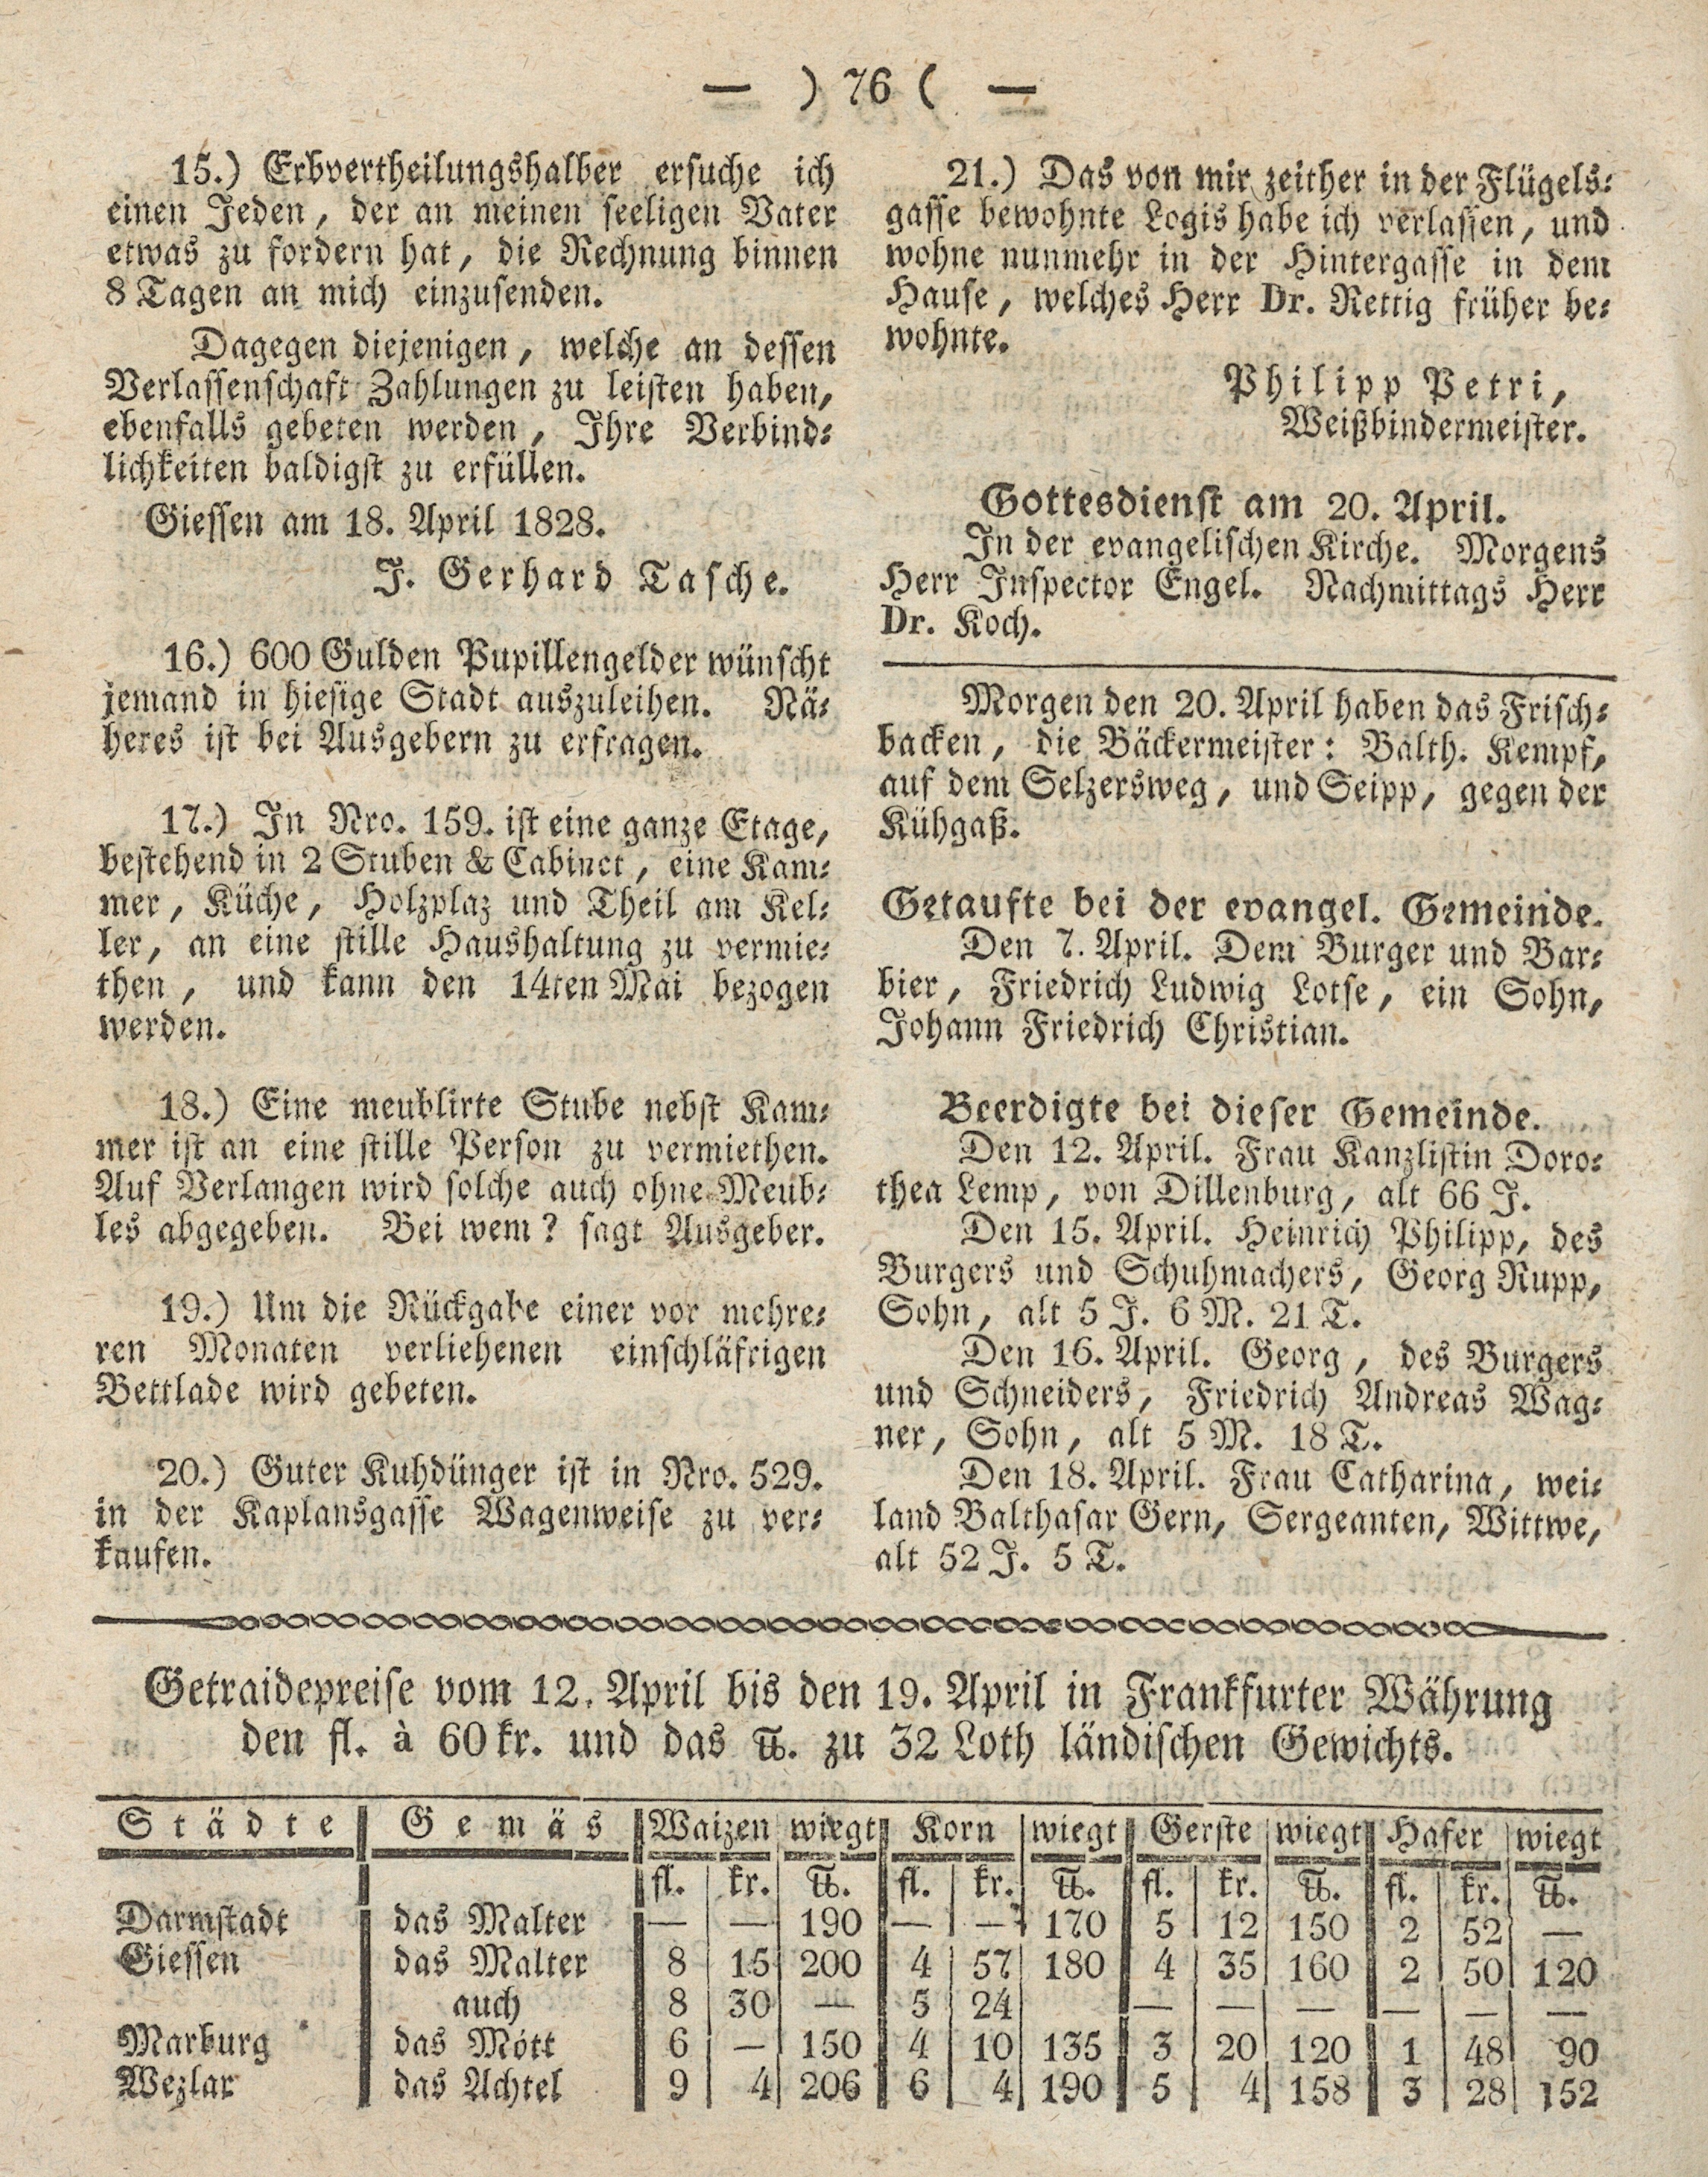 — ) 76 ( —
15.) Erbvertheilungshalber ersuche ich
einen Jeden, der an meinen seeligen Vater
etwas zu fordern hat, die Rechnung binnen
8 Tagen an mich einzusenden.
Dagegen diejenigen, welche an dessen
Verlassenschaft Zahlungen zu leisten haben,
ebenfalls gebeten werden, Ihre Verbind-
lichkeiten baldigst zu erfüllen.
Giessen am 18. April 1828.
J. Gerhard Tasche.
16.) 600 Gulden Pupillengelder wünscht
jemand in hiesige Stadt auszuleihen. Nä-
heres ist bei Ausgebern zu erfragen.
17.) In Nro. 159. ist eine ganze Etage,
bestehend in 2 Stuben & Cabinet, eine Kam-
mer, Küche, Holzplaz und Theil am Kel-
ler, an eine stille Haushaltung zu vermie-
then, und kann den 14ten Mai bezogen
werden.
18.) Eine meublirte Stube nebst Kam-
mer ist an eine stille Person zu vermiethen.
Auf Verlangen wird solche auch ohne Meub-
les abgegeben. Bei wem? sagt Ausgeber.
19.) Um die Rückgabe einer vor mehre-
ren Monaten verliehenen einschläfrigen
Bettlade wird gebeten.
20.) Guter Kuhdünger ist in Nro. 529.
in der Kaplansgasse Wagenweise zu ver-
kaufen.
21.) Das von mir zeither in der Flügels-
gasse bewohnte Logis habe ich verlassen, und
wohne nunmehr in der Hintergasse in dem
Hause, welches Herr Dr. Rettig früher be-
wohnte.
Philipp Petri,
Weißbindermeister.
Gottesdienst am 20. April.
In der evangelischen Kirche. Morgens
Herr Inspector Engel. Nachmittags Herr
Dr. Koch.
Morgen den 20. April haben das Frisch-
backen, die Bäckermeister: Balth. Kempf,
auf dem Selzersweg, und Seipp, gegen der
Kühgaß.
Getaufte bei der evangel. Gemeinde.
Den 7. April. Dem Burger und Bar-
bier, Friedrich Ludwig Lotse, ein Sohn,
Johann Friedrich Christian.
Beerdigte bei dieser Gemeinde.
Den 12. April. Frau Kanzlistin Doro-
thea Lemp, von Dillenburg, alt 66 J.
Den 15. April. Heinrich Philipp, des
Burgers und Schuhmachers, Georg Rupp,
Sohn, alt 5 J. 6 M. 21 T.
Den 16. April. Georg, des Burgers
und Schneiders, Friedrich Andreas Wag-
ner, Sohn, alt 5 M. 18 T.
Den 18. April. Frau Catharina, wei-
land Balthasar Gern, Sergeanten, Wittwe,
alt 52 J. 5 T.
Getraidepreise vom 12. April bis den 19. April in Frankfurter Währung
den fl. à 60 kr. und das ℔. zu 32 Loth ländischen Gewichts.
Städte Gemäs Waizen wiegt Korn wiegt Gerste wiegt Hafer wiegt
fl. kr. ℔. fl. kr. ℔. fl. kr. ℔. fl. kr. ℔.
Darmstadt das Malter — — 190 — — 170 5 12 150 2 52 —
Giessen das Malter 8 15 200 4 57 180 4 35 160 2 50 120
auch 8 30 — 5 24 — — — — — —
Marburg das Mött 6 — 150 4 10 135 3 20 120 1 48 90
Wezlar das Achtel 9 4 206 6 4 190 5 4 158 3 28 152